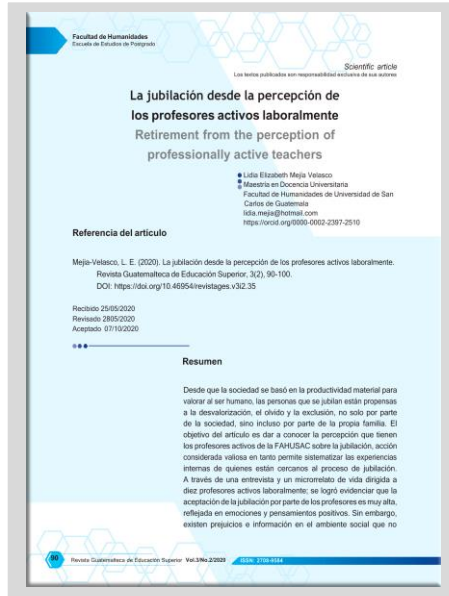 Facultad de Humanidades
Escuela de Estudios de Postgrado
Scientific article
Los textos publicados son responsabilidad exclusiva de sus autores
La jubilación desde la percepción de
los profesores activos laboralmente
Retirement from the perception of
professionally active teachers
Lidia Elizabeth Mejía Velasco
Maestría en Docencia Universitaria
Facultad de Humanidades de Universidad de San
Carlos de Guatemala
lidia.mejia@hotmail.com
https://orcid.org/0000-0002-2397-2510
Referencia del artículo
Mejía-Velasco, L. E. (2020). La jubilación desde la percepción de los profesores activos laboralmente.
Revista Guatemalteca de Educación Superior, 3(2), 90-100.
DOI: https://doi.org/10.46954/revistages.v3i2.35
Recibido 25/05/2020
Revisado 2805/2020
Aceptado 07/10/2020
Resumen
Desde que la sociedad se basó en la productividad material para
valorar al ser humano, las personas que se jubilan están propensas
a la desvalorización, el olvido y la exclusión, no solo por parte
de la sociedad, sino incluso por parte de la propia familia. El
objetivo del artículo es dar a conocer la percepción que tienen
los profesores activos de la FAHUSAC sobre la jubilación, acción
considerada valiosa en tanto permite sistematizar las experiencias
internas de quienes están cercanos al proceso de jubilación.
A través de una entrevista y un microrrelato de vida dirigida a
diez profesores activos laboralmente; se logró evidenciar que la
aceptación de la jubilación por parte de los profesores es muy alta,
reflejada en emociones y pensamientos positivos. Sin embargo,
existen prejuicios e información en el ambiente social que no
90 Revista Guatemalteca de Educación Superior Vol.3/No.2/2020 ISSN: 2708-9584